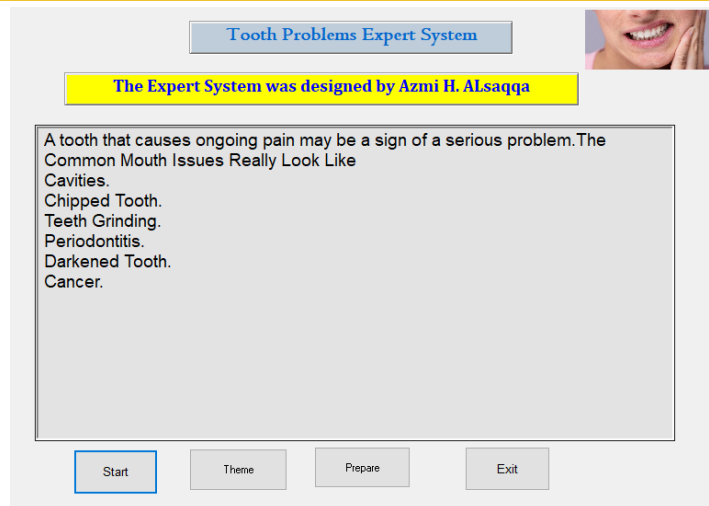 Tooth Problems Expert System
The Expert System was designed by Azmi H. ALsaqqa
A tooth that causes ongoing pain may be a sign of a serious problem.The
Common Mouth Issues Really Look Like
Cavities.
Chipped Tooth.
Teeth Grinding.
Periodontitis.
Darkened Tooth.
Cancer.
Start
Theme
Prepare
Exit